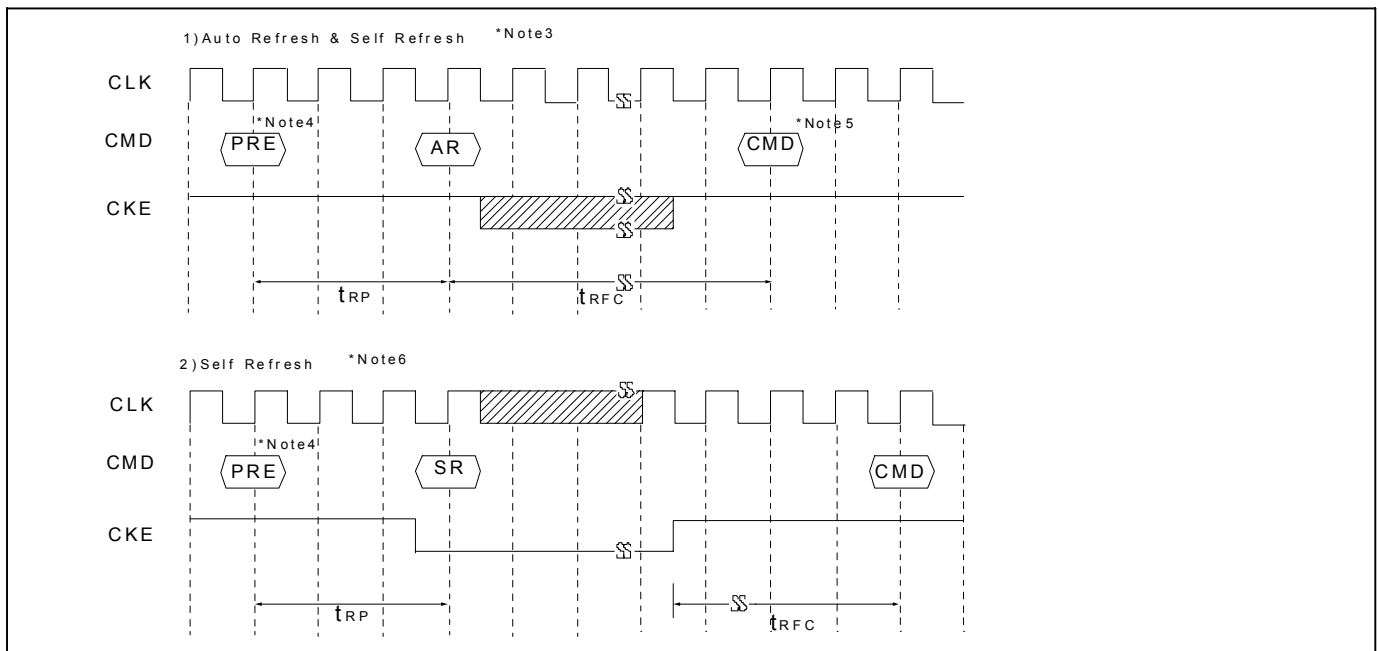 1)Auto Refresh & Self Refresh *Note3
CLK
*Note4 *Note5
CMD PRE AR CMD
CKE
tRP tRFC
2)Self Refresh *Note6
CLK
*Note4
CMD PRE SR CMD
CKE
tRP tRFC